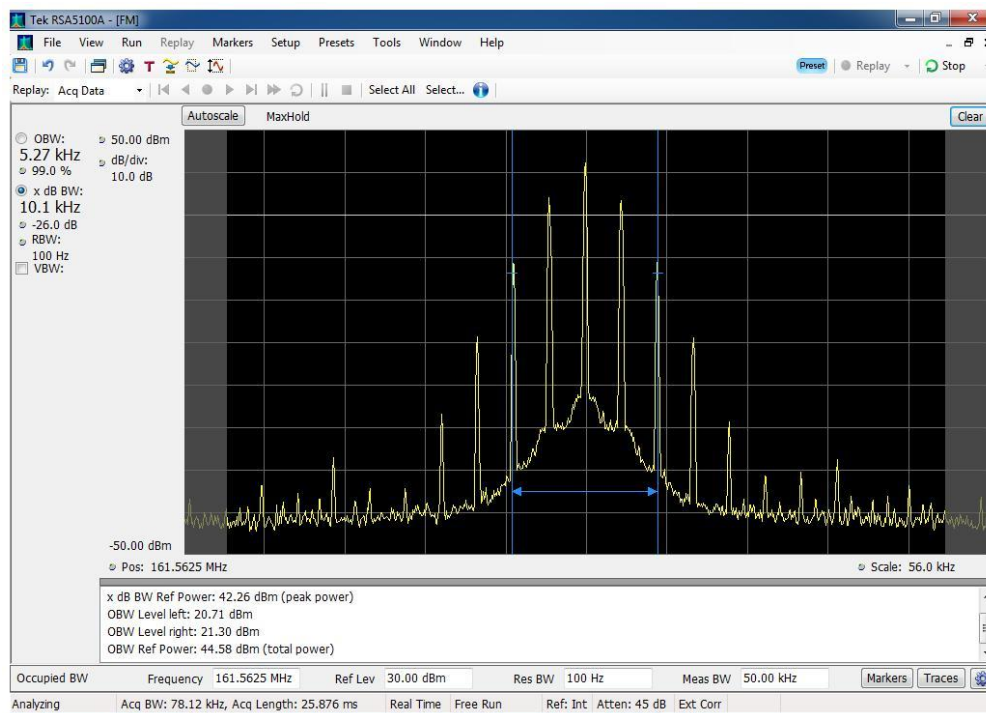 Tek RSA5100A - [FM]
File View Run Replay Markers Setup Presets Tools Window Help
T
Preset Replay Stop
Replay: Acq Data Select All Select...
Autoscale MaxHold Clear
OBW:
5.27 kHz
99.0 %
x dB BW:
10.1 kHz
-26.0 dB
RBW:
100 Hz
VBW:
50.00 dBm
dB/div:
10.0 dB
-50.00 dBm
Pos: 161.5625 MHz Scale: 56.0 kHz
x dB BW Ref Power: 42.26 dBm (peak power)
OBW Level left: 20.71 dBm
OBW Level right: 21.30 dBm
OBW Ref Power: 44.58 dBm (total power)
Occupied BW Frequency 161.5625 MHz Ref Lev 30.00 dBm Res BW 100 Hz Meas BW 50.00 kHz Markers Traces
Analyzing Acq BW: 78.12 kHz, Acq Length: 25.876 ms Real Time Free Run Ref: Int Atten: 45 dB Ext Corr